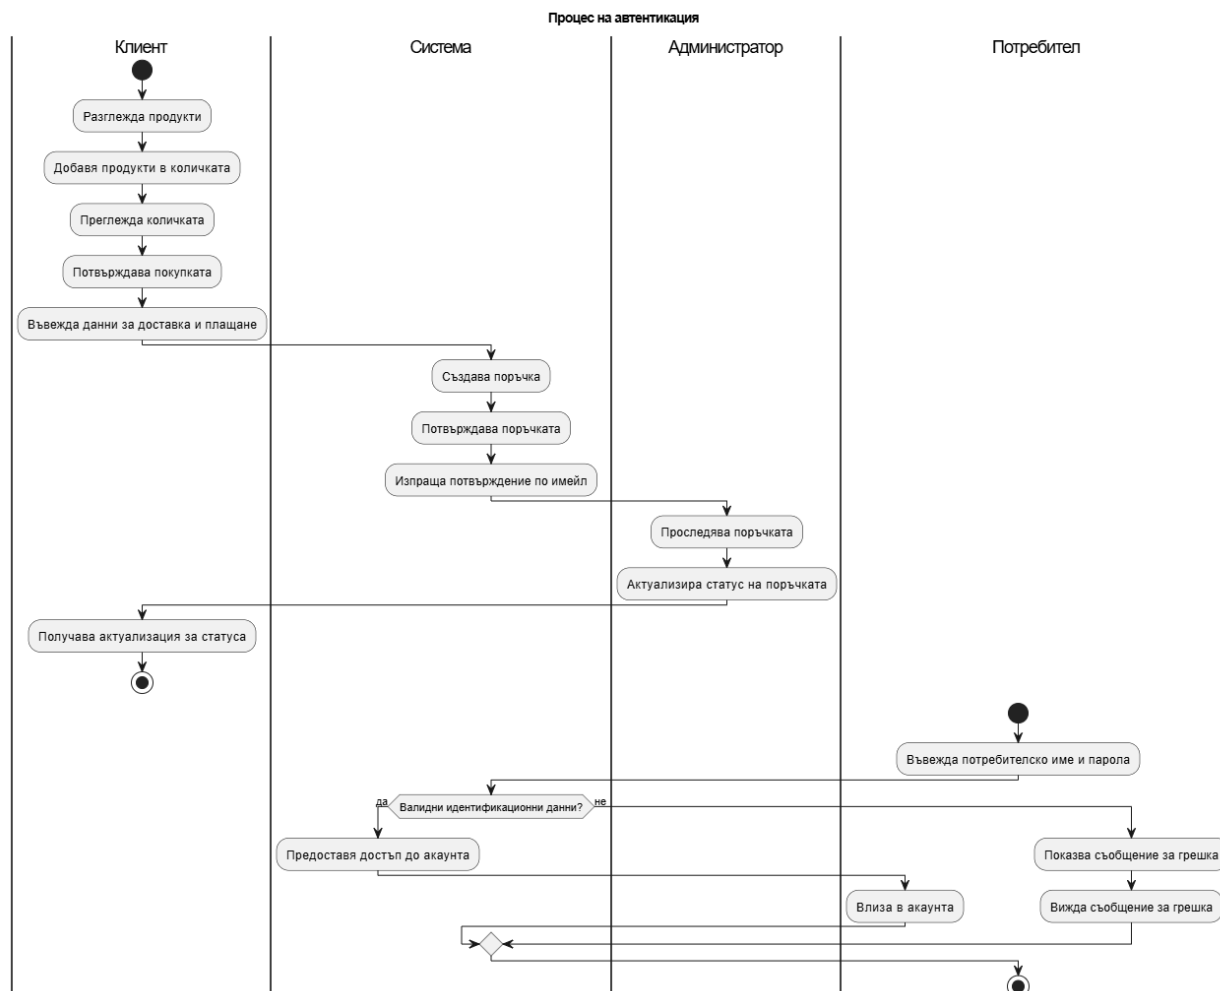 Процес на автентикация
Клиент
Система
Администратор
Потребител
Разглежда продукти
Добавя продукти в количката
Преглежда количката
Потвърждава покупката
Въвежда данни за доставка и плащане
Създава поръчка
Потвърждава поръчката
Изпраща потвърждение по имейл
Проследява поръчката
Актуализира статус на поръчката
Получава актуализация за статуса
Въвежда потребителско име и парола
да
Валидни идентификационни данни?
не
Предоставя достъп до акаунта
Показва съобщение за грешка
Влиза в акаунта
Вижда съобщение за грешка